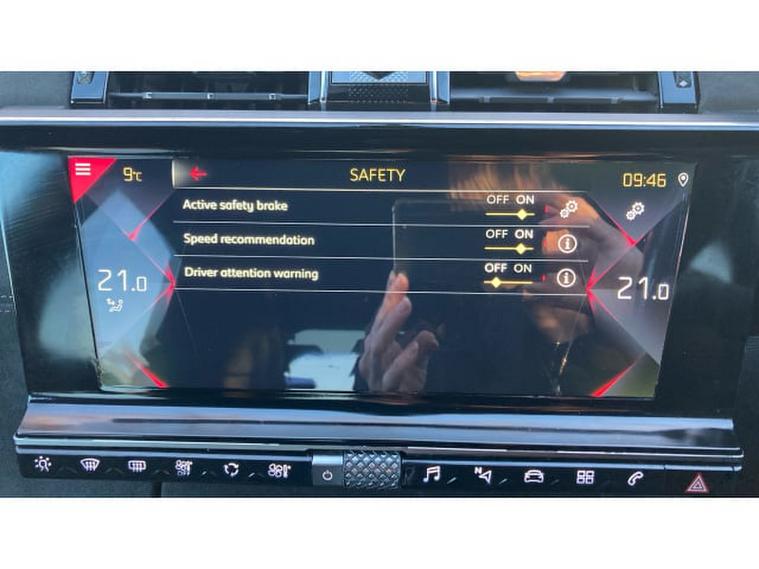 9°C SAFETY 09:46
Active safety brake OFF ON
Speed recommendation OFF ON
Driver attention warning OFF ON
21.0 21.0
OFF
N